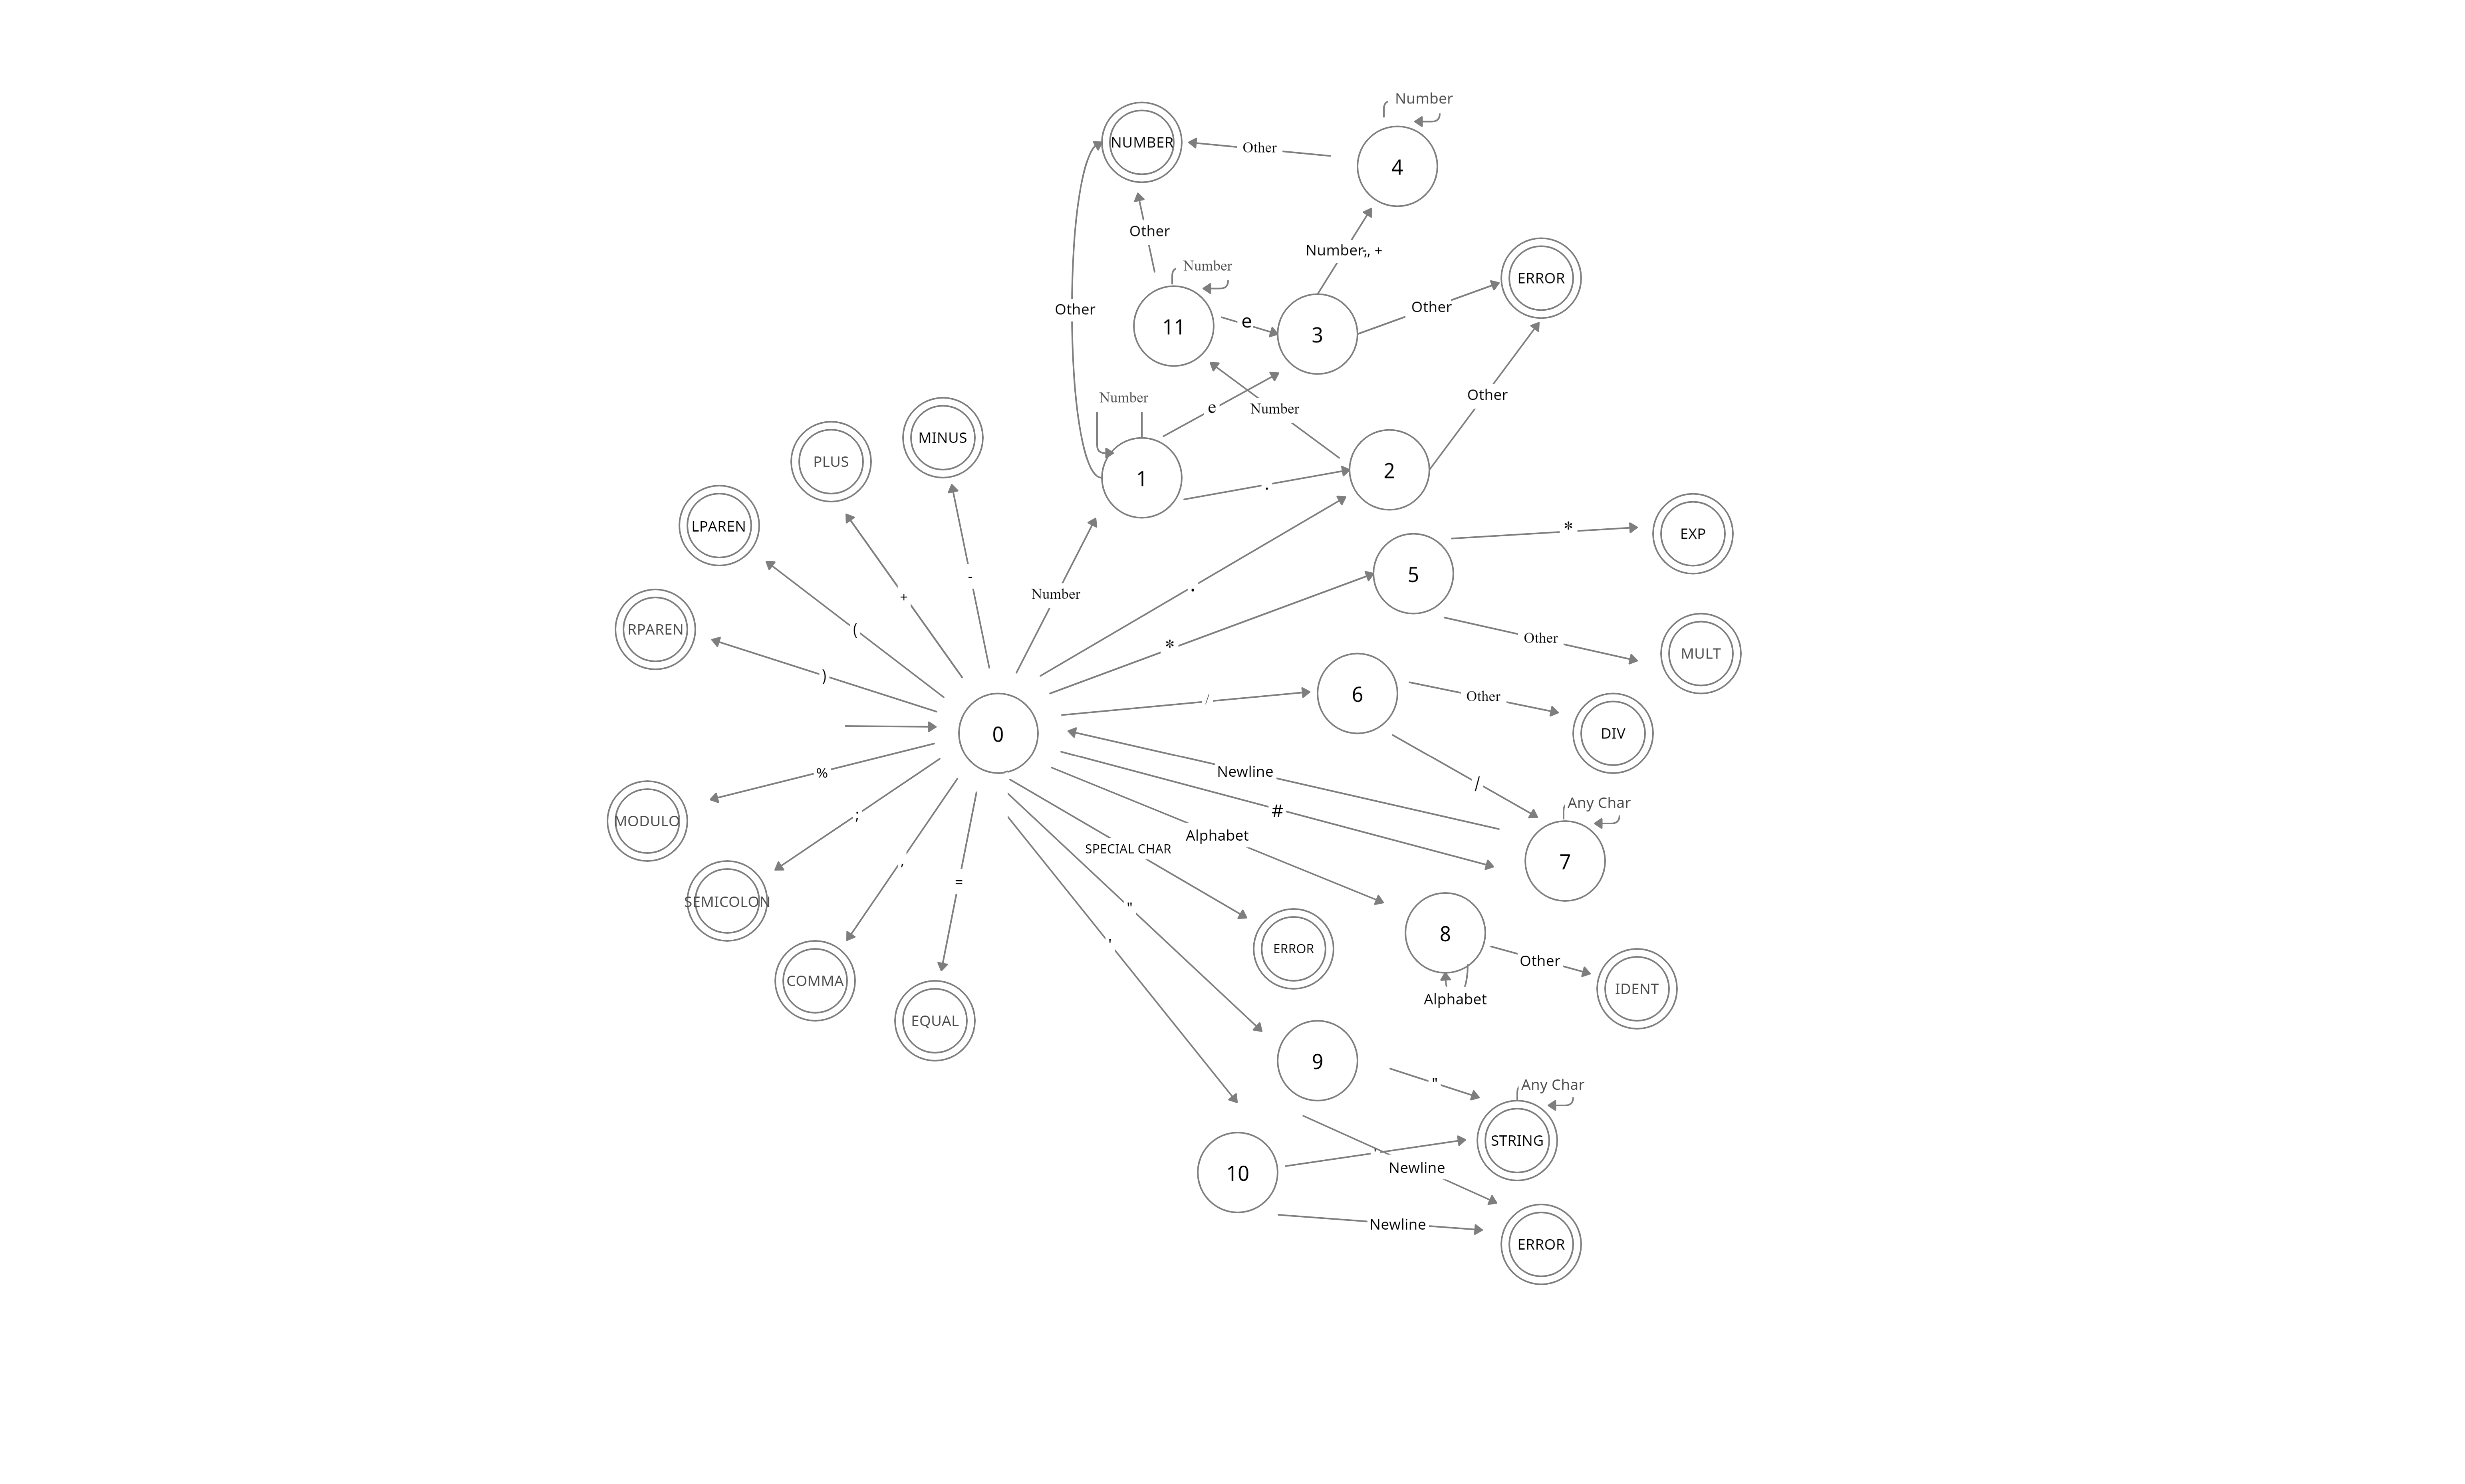 Number
NUMBER
Other
4
Other
Number,, +
Number
ERROR
Other
Other
11
e
3
Other
Number
e
Number
MINUS
PLUS
1
.
2
LPAREN
*
EXP
-
+
Number
.
5
(
RPAREN
*
Other
MULT
)
6
Other
/
0
DIV
%
Newline
/
Any Char
#
;
MODULO
Alphabet
SPECIAL CHAR
7
,
=
"
SEMICOLON
8
'
ERROR
Other
COMMA
IDENT
Alphabet
EQUAL
9
"
Any Char
STRING
'
10
Newline
Newline
ERROR